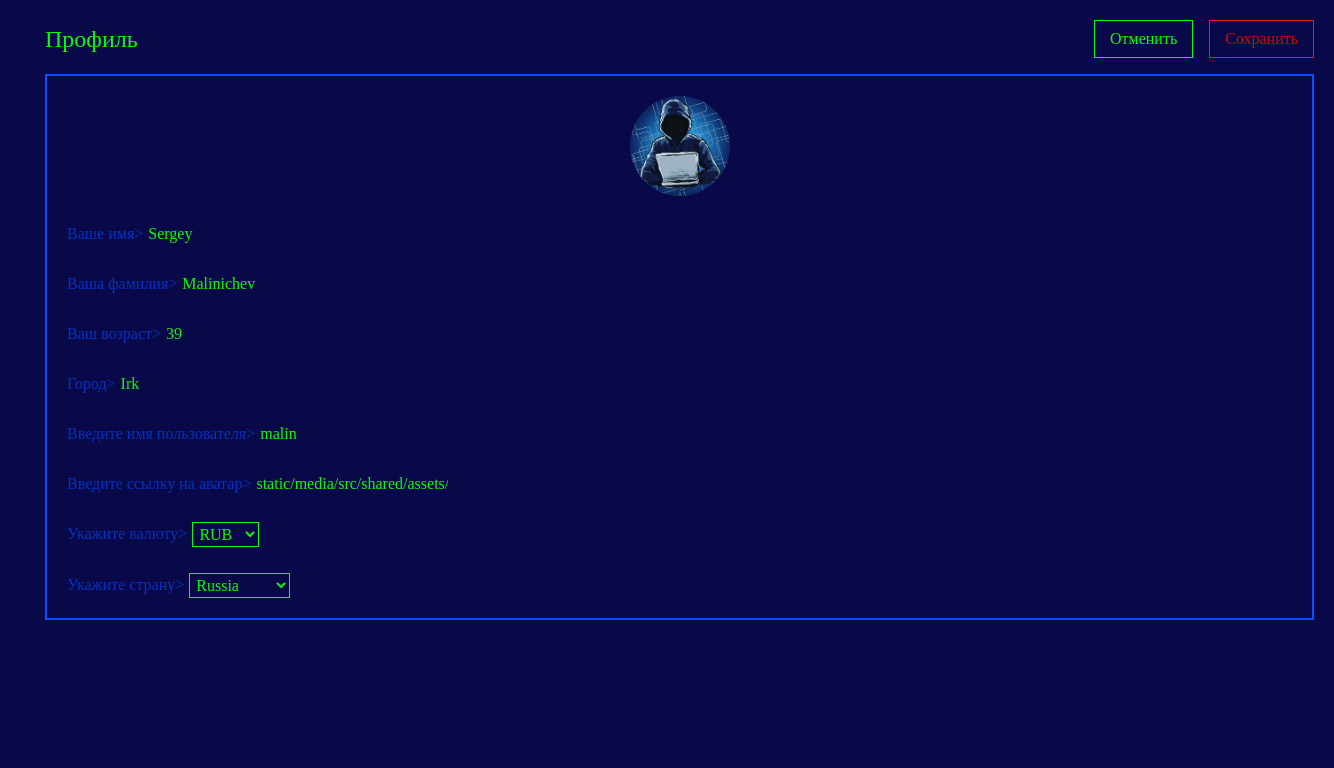 Профиль
Отменить
Сохранить
Ваше имя> Sergey
Ваша фамилия> Malinichev
Ваш возраст> 39
Город> Irk
Введите имя пользователя> malin
Введите ссылку на аватар> static/media/src/shared/assets/
Укажите валюту> RUB
Укажите страну> Russia